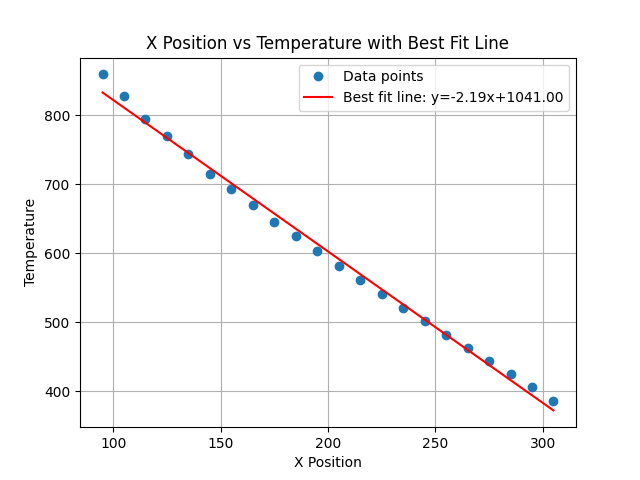 X Position vs Temperature with Best Fit Line
Data points
Best fit line: y=-2.19x+1041.00
800
700
600
500
400
Temperature
100 150 200 250 300
X Position